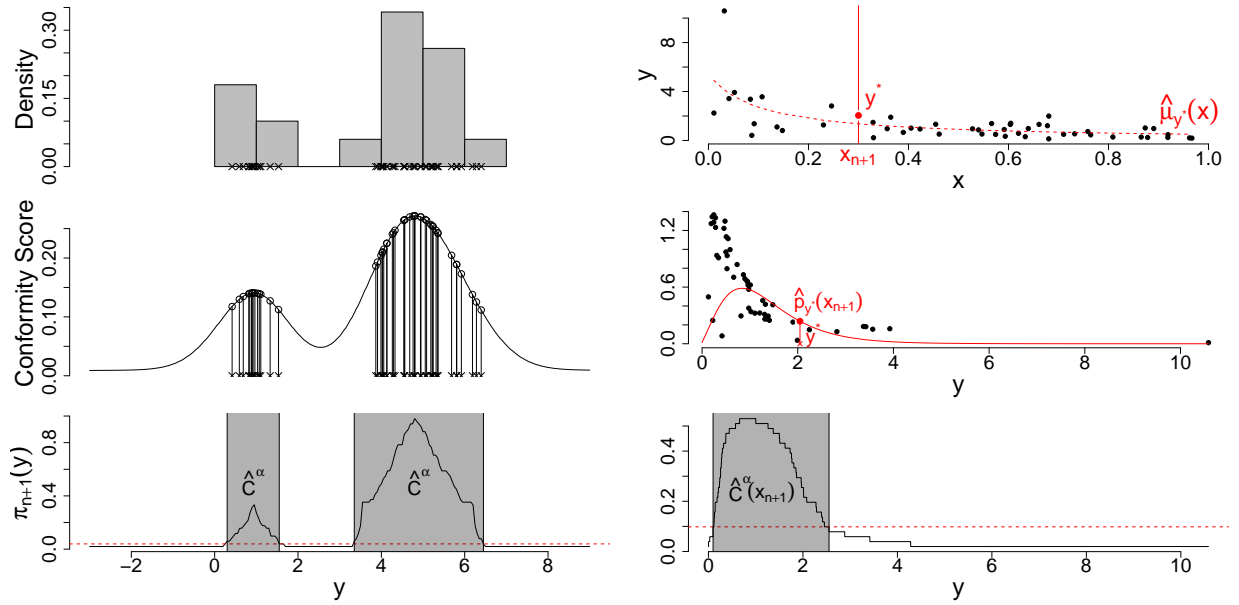 Density
0.00 0.15 0.30
Conformity Score
0.00 0.10 0.20
π_{n+1}(y)
0.0 0.4 0.8
Ĉ^α
Ĉ^α
−2 0 2 4 6 8
y
y
0 4 8
y*
μ̂_{y*}(x)
x_{n+1}
0.0 0.2 0.4 0.6 0.8 1.0
x
0.0 0.6 1.2
p̂_{y*}(x_{n+1})
y*
0 2 4 6 8 10
y
0.0 0.2 0.4
Ĉ^α(x_{n+1})
0 2 4 6 8 10
y